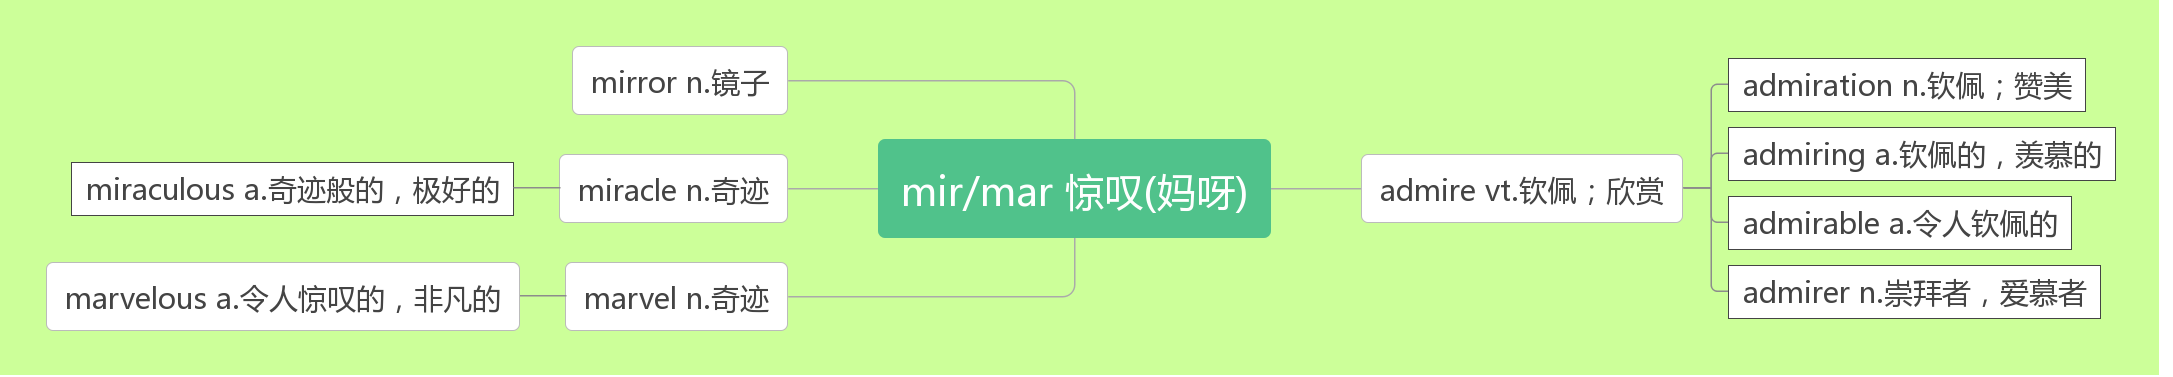 mirror n.镜子
miraculous a.奇迹般的，极好的
miracle n.奇迹
marvelous a.令人惊叹的，非凡的
marvel n.奇迹
mir/mar 惊叹(妈呀)
admire vt.钦佩；欣赏
admiration n.钦佩；赞美
admiring a.钦佩的，羡慕的
admirable a.令人钦佩的
admirer n.崇拜者，爱慕者